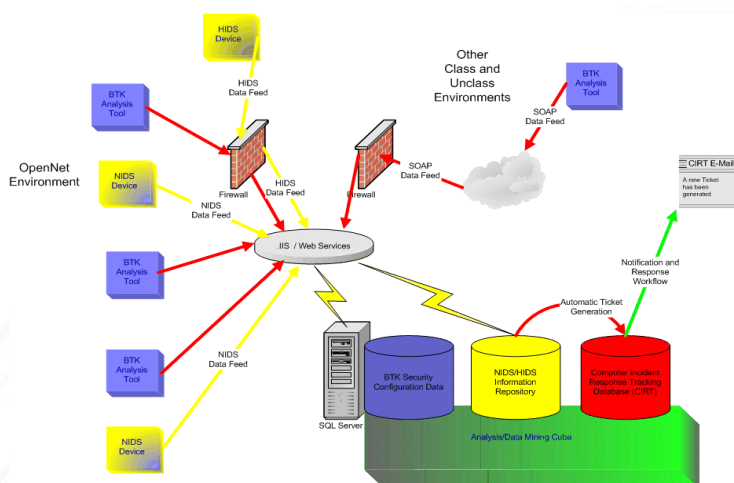 HIDS
Device
HIDS
Data Feed
BTK
Analysis
Tool
Other
Class and
Unclass
Environments
BTK
Analysis
Tool
SOAP
Data Feed
OpenNet
Environment
NIDS
Device
Firewall
HIDS
Data Feed
NIDS
Data Feed
Firewall
SOAP
Data Feed
CIRT E-Mail
A new Ticket
has been
generated
.IIS / Web Services
BTK
Analysis
Tool
Notification and
Response
Workflow
Automatic Ticket
Generation
BTK
Analysis
Tool
NIDS
Data Feed
NIDS
Device
SQL Server
BTK Security
Configuration Data
NIDS/HIDS
Information
Repository
Computer Incident
Response Tracking
Database (CIRT)
Analysis/Data Mining Cube